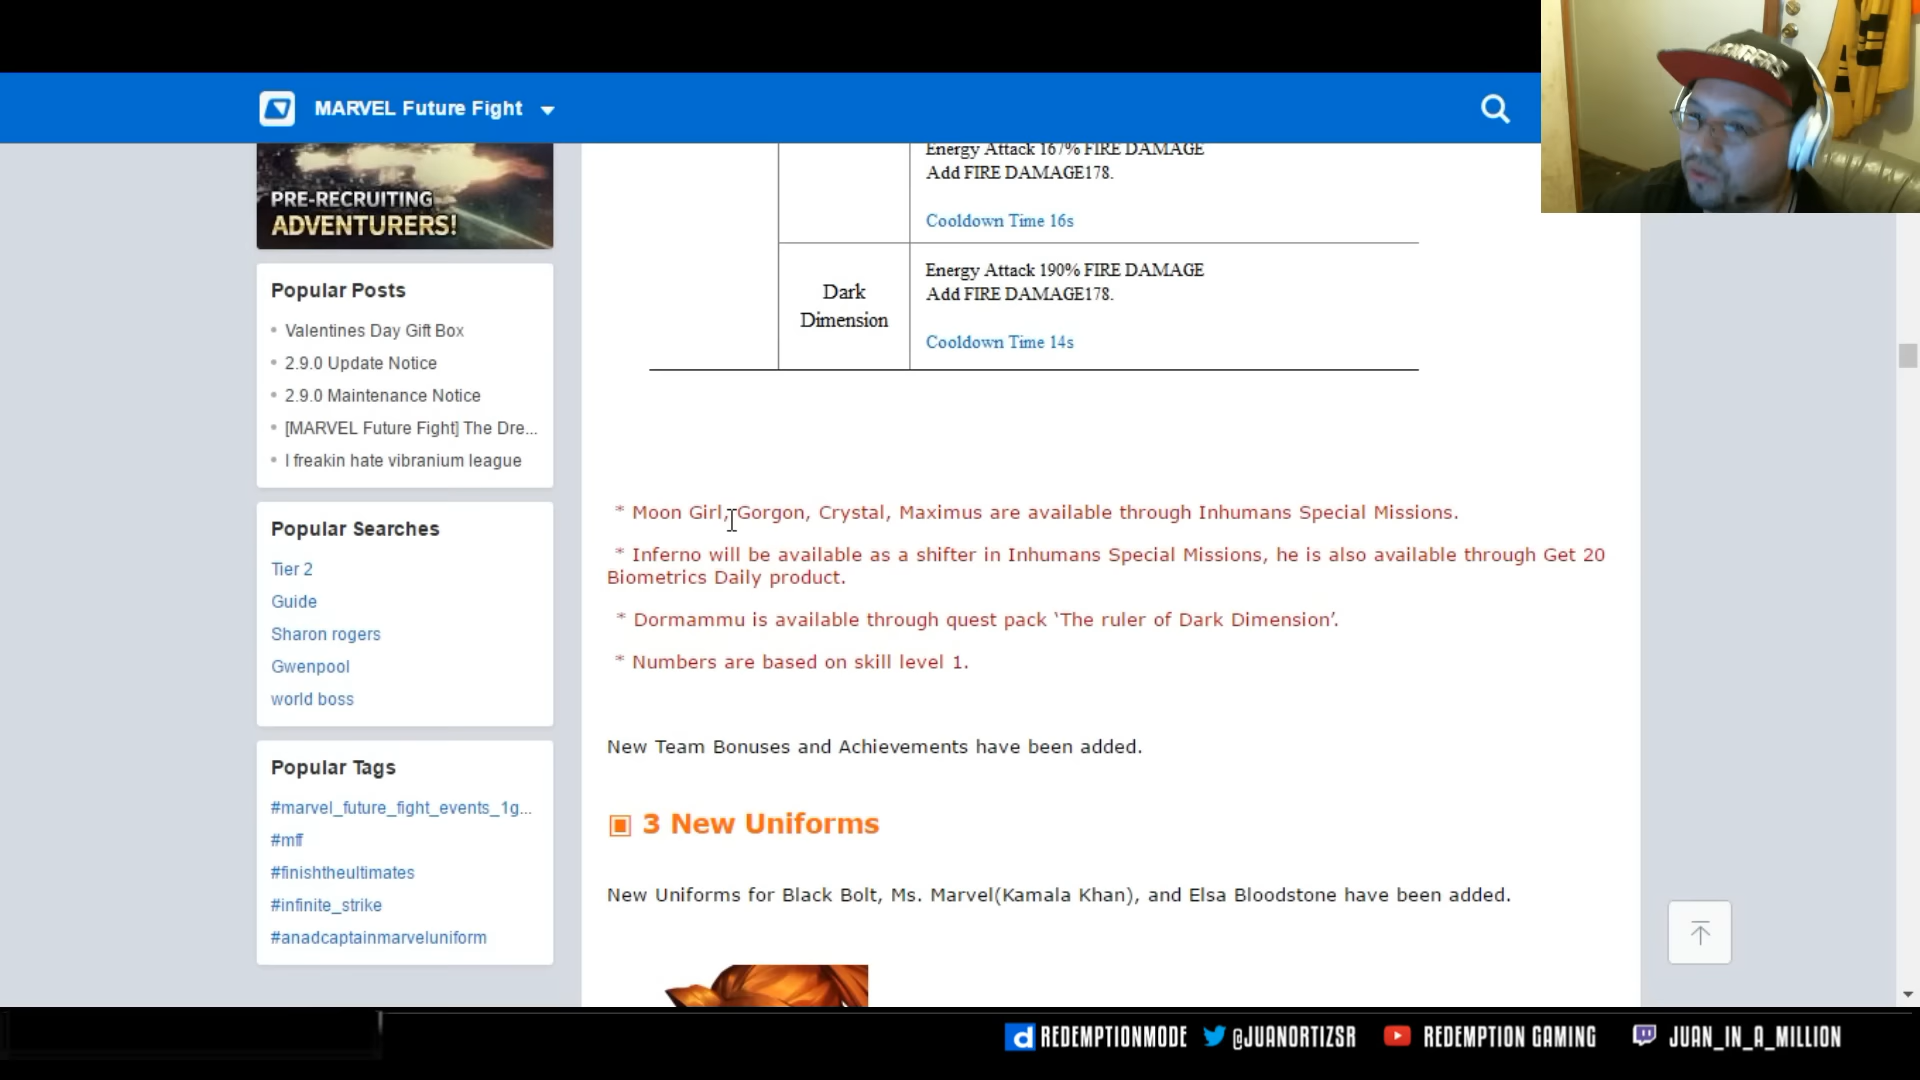 MARVEL Future Fight
PRE-RECRUITING
ADVENTURERS!
Popular Posts
Valentines Day Gift Box
2.9.0 Update Notice
2.9.0 Maintenance Notice
[MARVEL Future Fight] The Dre...
I freakin hate vibranium league
Popular Searches
Tier 2
Guide
Sharon rogers
Gwenpool
world boss
Popular Tags
#marvel_future_fight_events_1g...
#mff
#finishtheultimates
#infinite_strike
#anadcaptainmarveluniform
Energy Attack 167% FIRE DAMAGE
Add FIRE DAMAGE178.
Cooldown Time 16s
Dark
Dimension
Energy Attack 190% FIRE DAMAGE
Add FIRE DAMAGE178.
Cooldown Time 14s
* Moon Girl, Gorgon, Crystal, Maximus are available through Inhumans Special Missions.
* Inferno will be available as a shifter in Inhumans Special Missions, he is also available through Get 20
Biometrics Daily product.
* Dormammu is available through quest pack ‘The ruler of Dark Dimension’.
* Numbers are based on skill level 1.
New Team Bonuses and Achievements have been added.
▣ 3 New Uniforms
New Uniforms for Black Bolt, Ms. Marvel(Kamala Khan), and Elsa Bloodstone have been added.
d REDEMPTIONMODE @JUANORTIZSR REDEMPTION GAMING JUAN_IN_A_MILLION